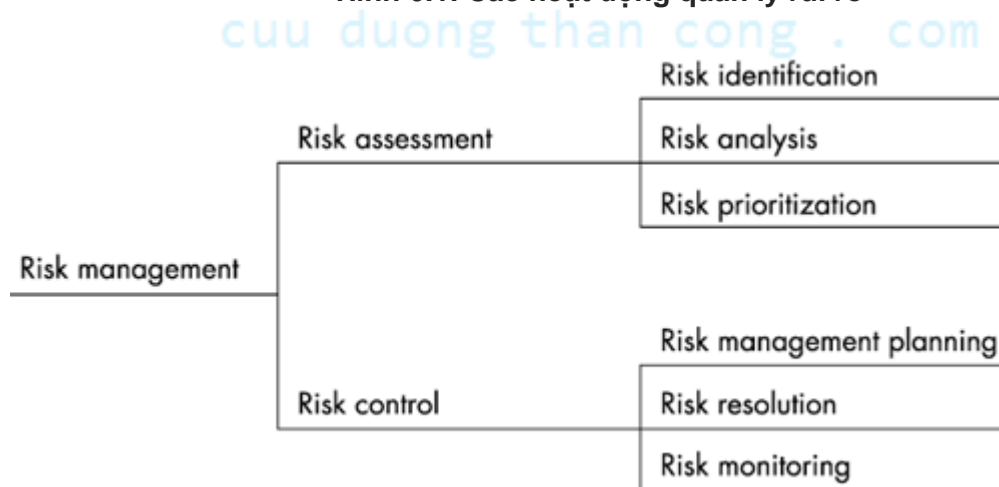 cuu duong than cong . com
Risk identification
Risk assessment
Risk analysis
Risk prioritization
Risk management
Risk management planning
Risk control
Risk resolution
Risk monitoring